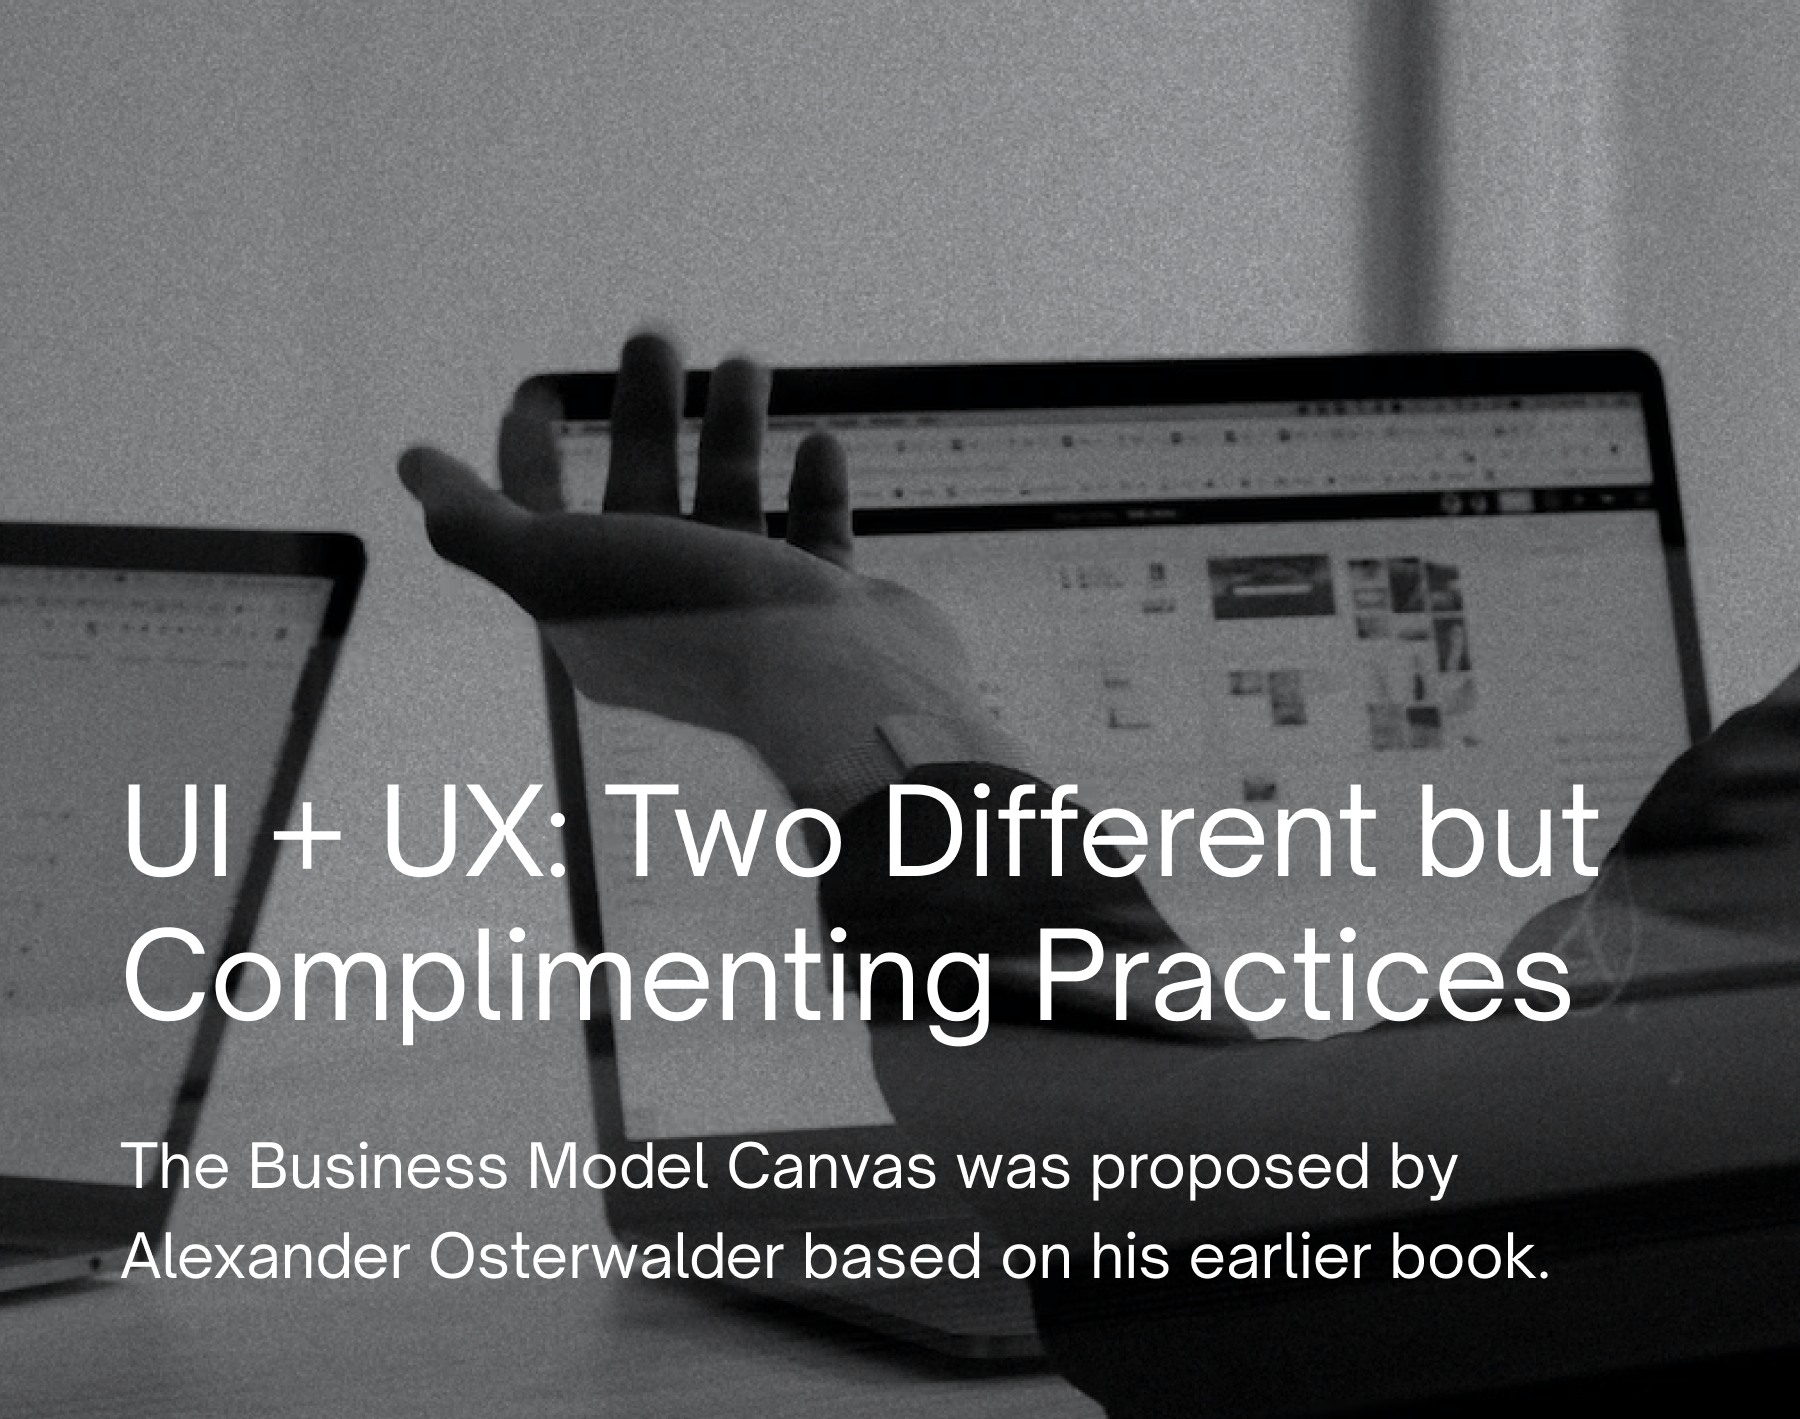 UI + UX: Two Different but
Complimenting Practices
The Business Model Canvas was proposed by
Alexander Osterwalder based on his earlier book.